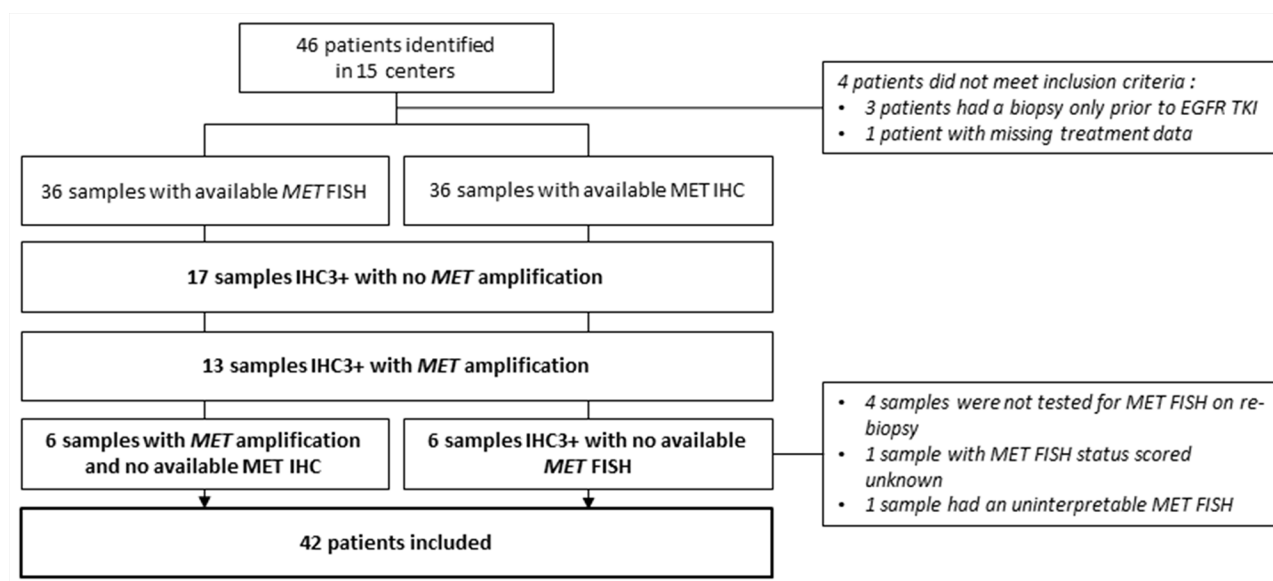 46 patients identified
in 15 centers
4 patients did not meet inclusion criteria :
• 3 patients had a biopsy only prior to EGFR TKI
• 1 patient with missing treatment data
36 samples with available MET FISH
36 samples with available MET IHC
17 samples IHC3+ with no MET amplification
13 samples IHC3+ with MET amplification
6 samples with MET amplification
and no available MET IHC
6 samples IHC3+ with no available
MET FISH
• 4 samples were not tested for MET FISH on re-
biopsy
• 1 sample with MET FISH status scored
unknown
• 1 sample had an uninterpretable MET FISH
42 patients included